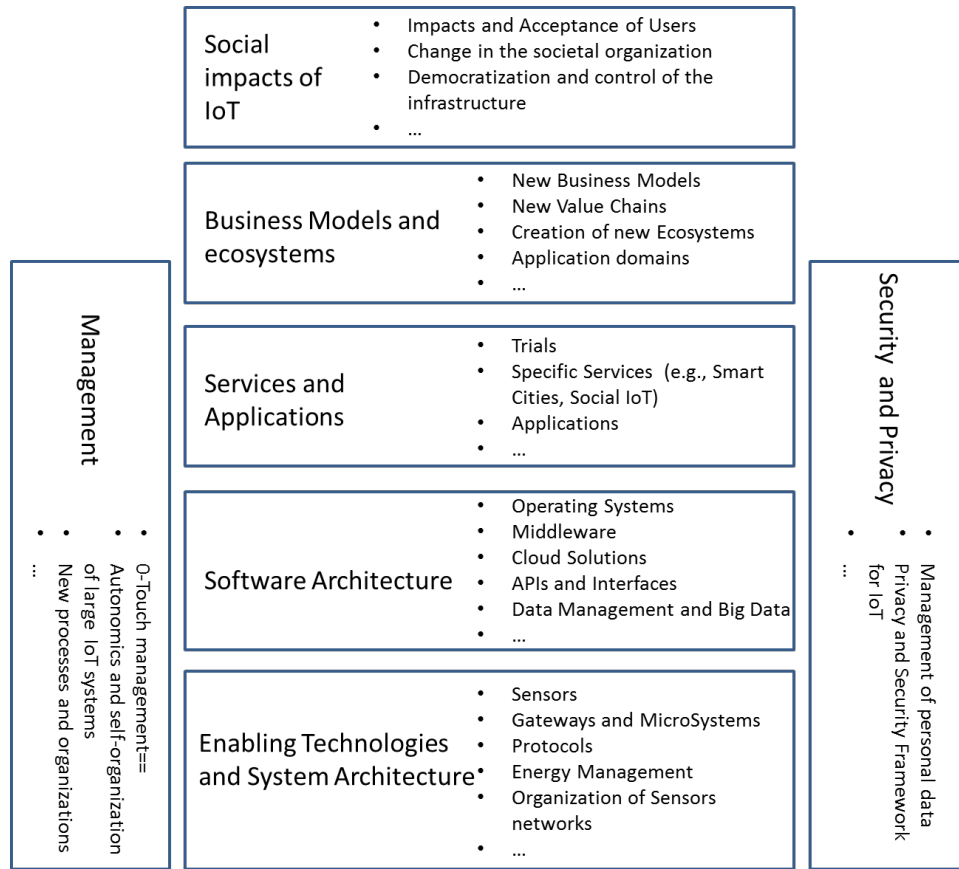 Social
impacts of
IoT
• Impacts and Acceptance of Users
• Change in the societal organization
• Democratization and control of the
infrastructure
• ...
Business Models and
ecosystems
• New Business Models
• New Value Chains
• Creation of new Ecosystems
• Application domains
• ...
Services and
Applications
• Trials
• Specific Services (e.g., Smart
Cities, Social IoT)
• Applications
• ...
Software Architecture
• Operating Systems
• Middleware
• Cloud Solutions
• APIs and Interfaces
• Data Management and Big Data
• ...
Enabling Technologies
and System Architecture
• Sensors
• Gateways and MicroSystems
• Protocols
• Energy Management
• Organization of Sensors
networks
• ...
Management
• 0-Touch management==
• Autonomics and self-organization
of large IoT systems
• New processes and organizations
• ...
Security and Privacy
• Management of personal data
• Privacy and Security Framework
for IoT
• ...